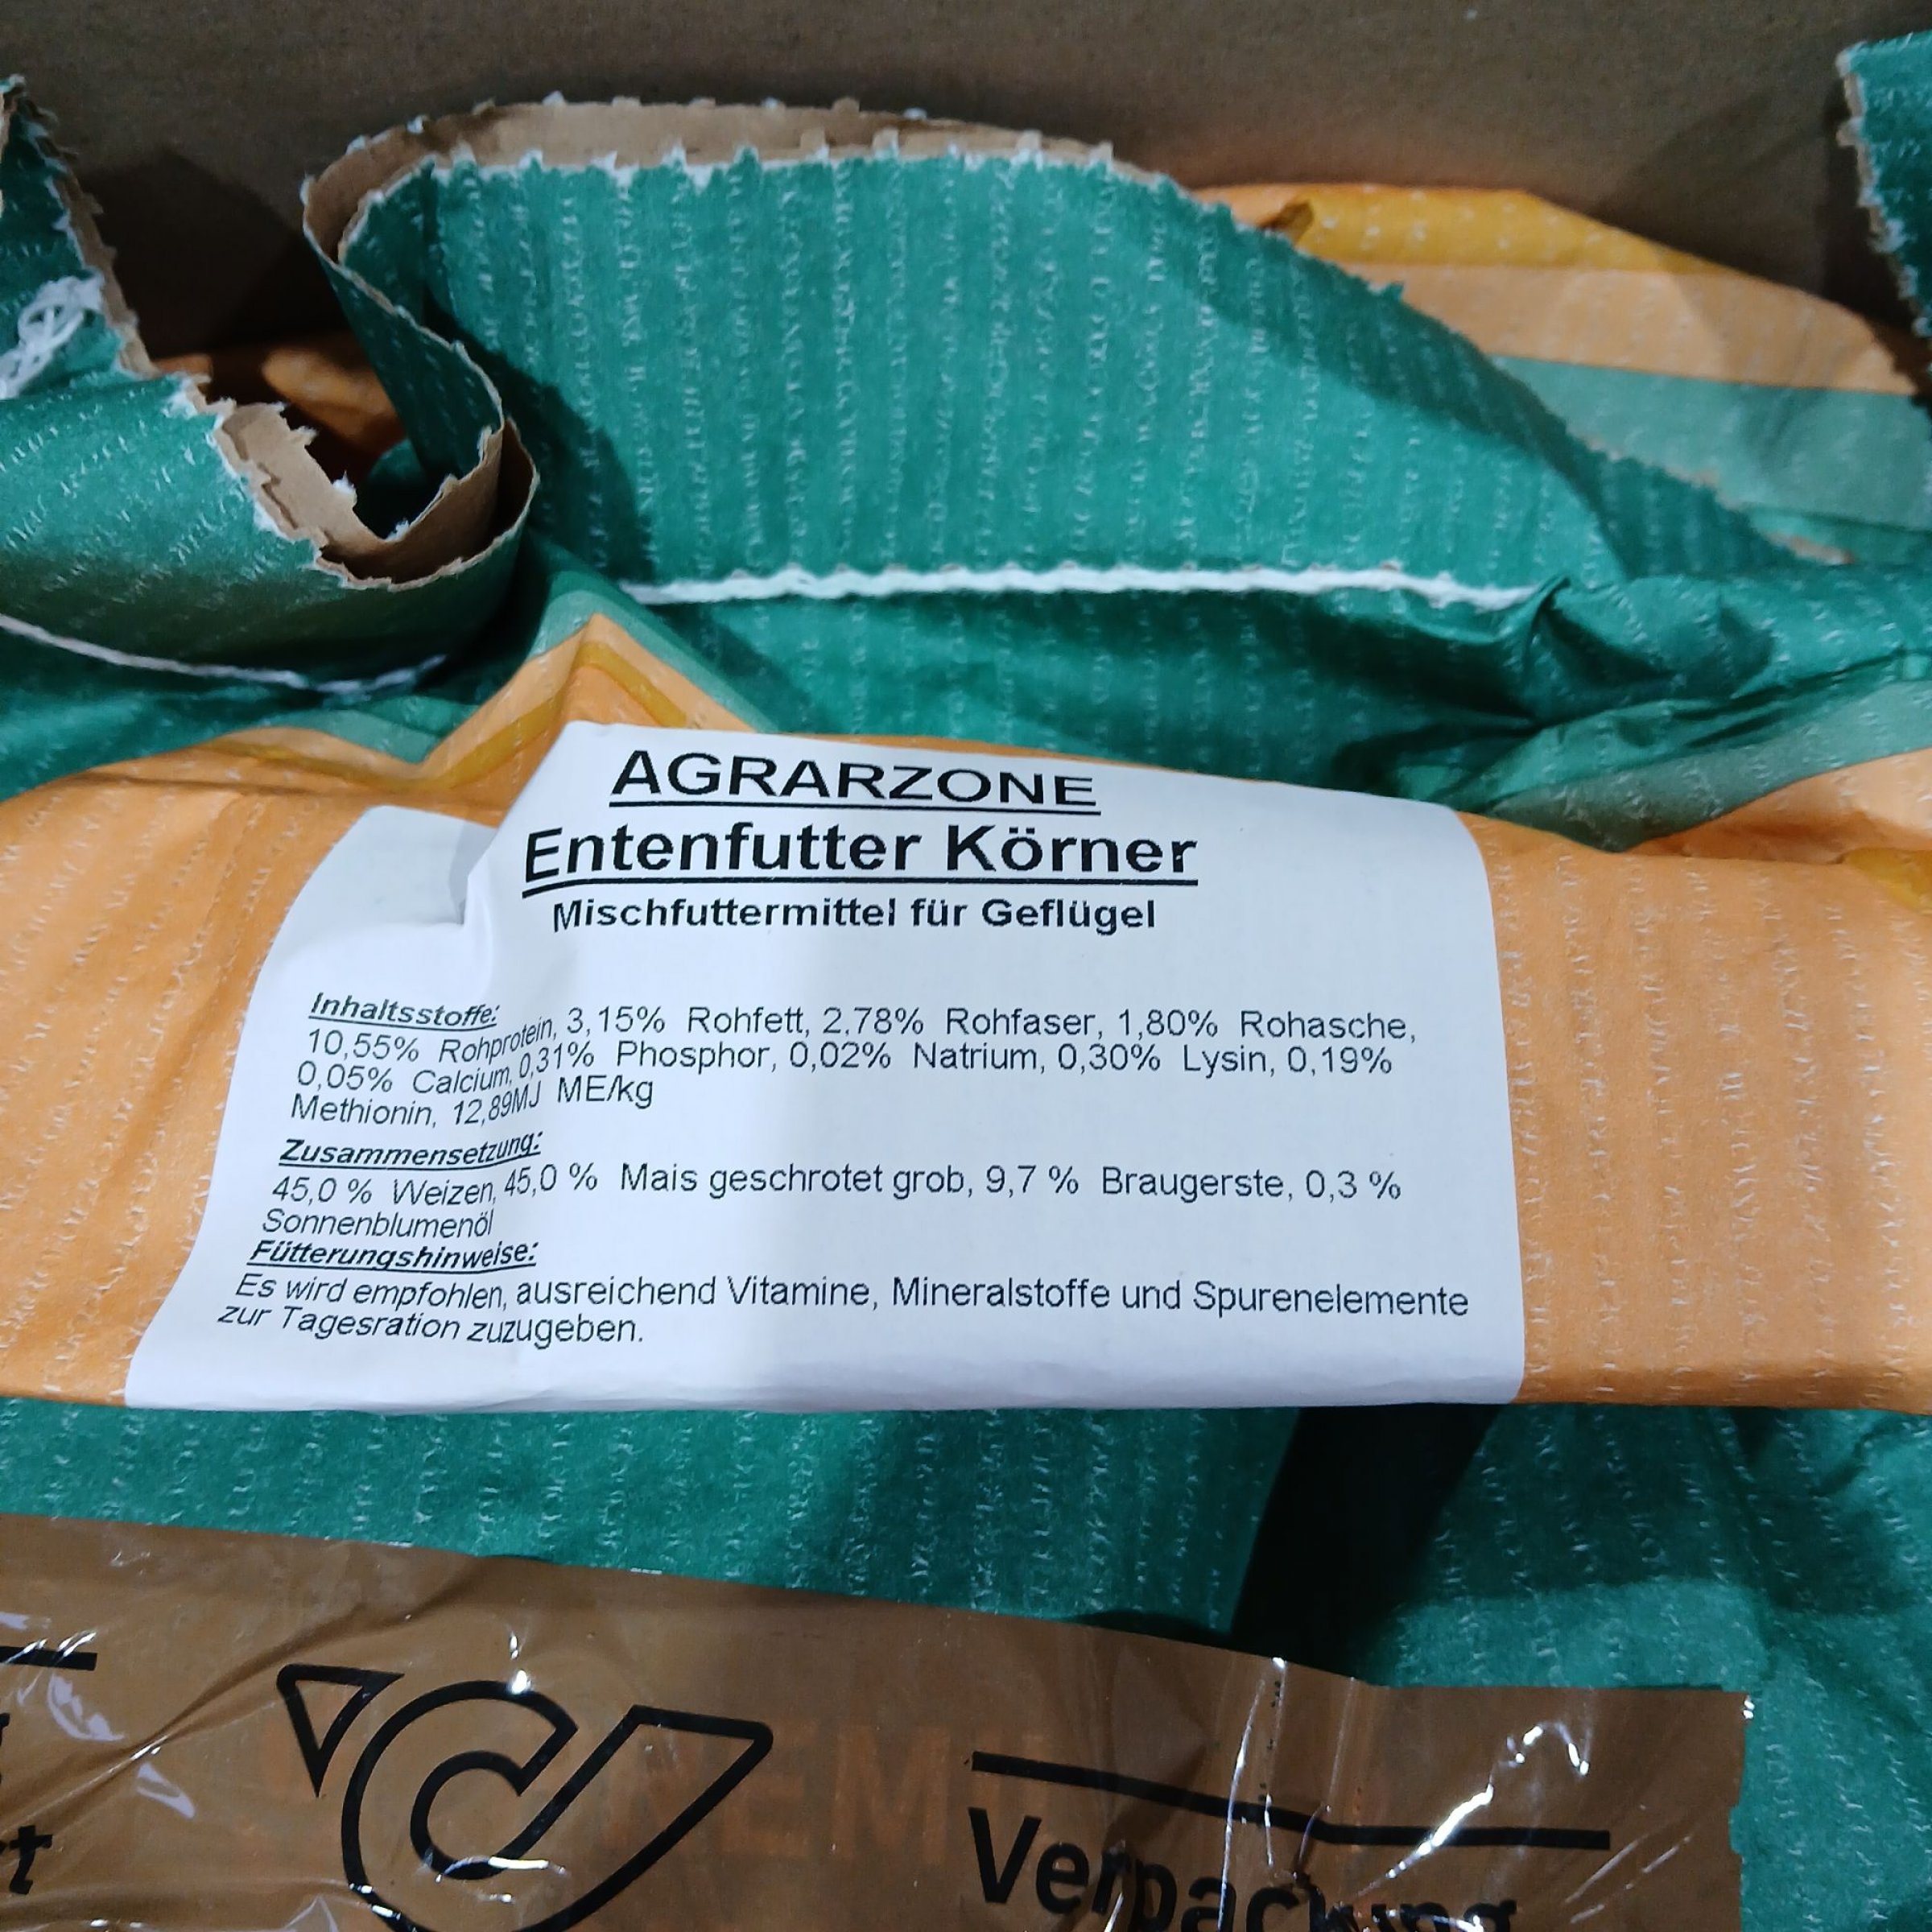 AGRARZONE
Entenfutter Körner
Mischfuttermittel für Geflügel
Inhaltsstoffe:
10,55% Rohprotein, 3,15% Rohfett, 2,78% Rohfaser, 1,80% Rohasche,
0,05% Calcium, 0,31% Phosphor, 0,02% Natrium, 0,30% Lysin, 0,19%
Methionin, 12,89MJ ME/kg
Zusammensetzung:
45,0 % Weizen, 45,0 % Mais geschrotet grob, 9,7 % Braugerste, 0,3 %
Sonnenblumenöl
Fütterungshinweise:
Es wird empfohlen, ausreichend Vitamine, Mineralstoffe und Spurenelemente
zur Tagesration zuzugeben.
Verpackung